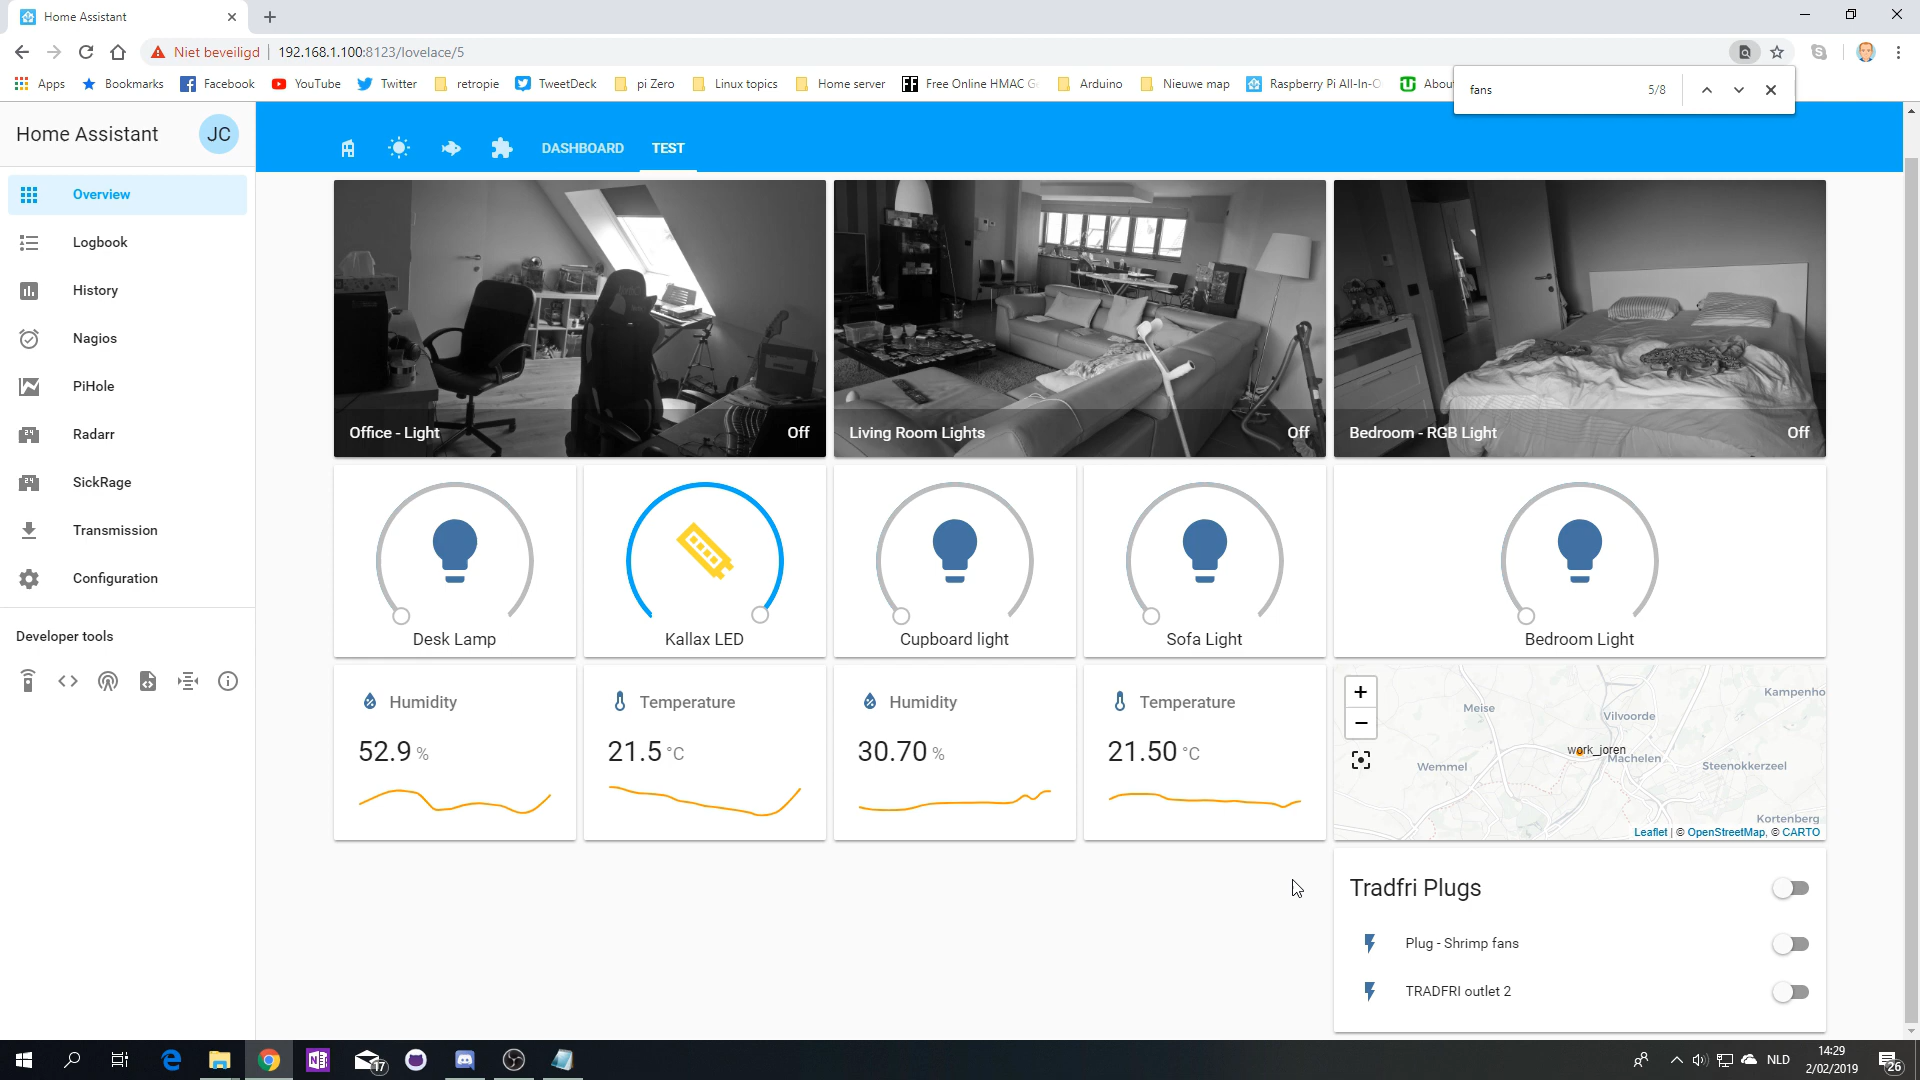 Home Assistant
Niet beveiligd
192.168.1.100:8123/lovelace/5
Apps
Bookmarks
Facebook
YouTube
Twitter
retropie
TweetDeck
pi Zero
Linux topics
Home server
Free Online HMAC G
Arduino
Nieuwe map
Raspberry Pi All-In-O
Abou
fans
5/8
Home Assistant
JC
DASHBOARD
TEST
Overview
Logbook
History
Nagios
PiHole
Radarr
SickRage
Transmission
Configuration
Developer tools
Office - Light
Off
Living Room Lights
Off
Bedroom - RGB Light
Off
Desk Lamp
Kallax LED
Cupboard light
Sofa Light
Bedroom Light
Humidity
52.9 %
Temperature
21.5 °C
Humidity
30.70 %
Temperature
21.50 °C
+
−
Kampenho
Meise
Vilvoorde
work_joren
Machelen
Wemmel
Steenokkerzeel
Kortenberg
Leaflet | © OpenStreetMap, © CARTO
Tradfri Plugs
Plug - Shrimp fans
TRADFRI outlet 2
17
NLD
14:29
2/02/2019
26